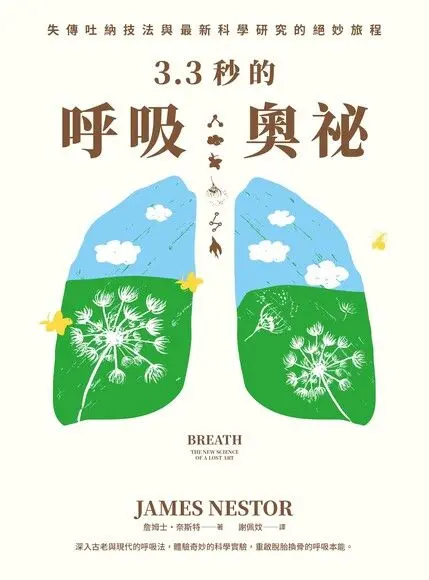 失傳吐納技法與最新科學研究的絕妙旅程
3.3秒的
呼吸奧祕
BREATH
THE NEW SCIENCE
OF A LOST ART
JAMES NESTOR
詹姆士・奈斯特——著 謝佩妏——譯
深入古老與現代的呼吸法，體驗奇妙的科學實驗，重啟脫胎換骨的呼吸本能。